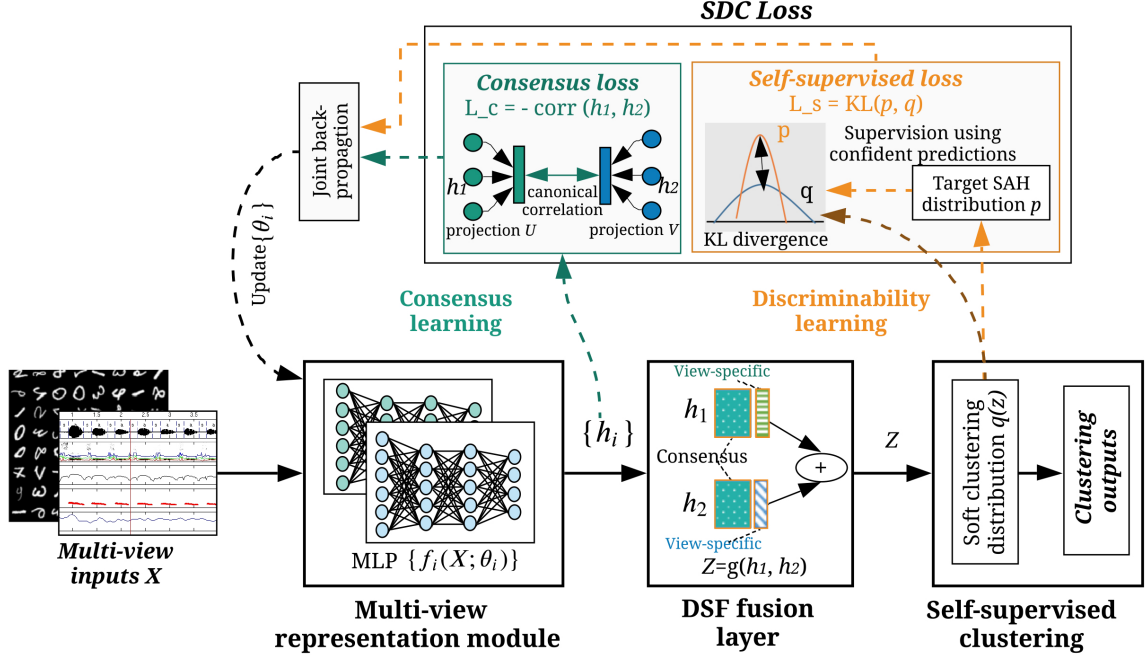 SDC Loss
Consensus loss
L_c = - corr (h1, h2)
h1
h2
canonical
correlation
projection U
projection V
Self-supervised loss
L_s = KL(p, q)
p
q
KL divergence
Supervision using
confident predictions
Target SAH
distribution p
Joint back-
propagtion
Update{θi}
Consensus
learning
Discriminability
learning
Multi-view
inputs X
MLP {fi(X; θi)}
Multi-view
representation module
{hi}
View-specific
h1
Consensus
h2
View-specific
+
Z=g(h1, h2)
DSF fusion
layer
Z
Soft clustering
distribution q(z)
Clustering
outputs
Self-supervised
clustering